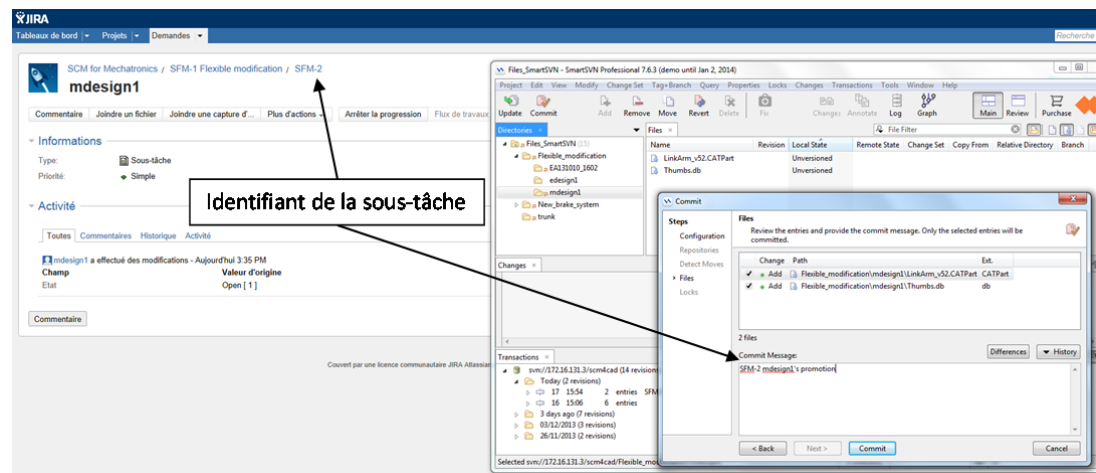 JIRA
Tableaux de bord Projets Demandes Recherche
SCM for Mechatronics / SFM-1 Flexible modification / SFM-2
mdesign1
Commentaire Joindre un fichier Joindre une capture d'... Plus d'actions Arrêter la progression Flux de travaux
Informations
Type: Sous-tâche
Priorité: Simple
Activité
Toutes Commentaires Historique Activité
mdesign1 a effectué des modifications - Aujourd'hui 3:35 PM
Champ Valeur d'origine
Etat Open [ 1 ]
Commentaire
Couvert par une licence communautaire JIRA Atlassian
Identifiant de la sous-tâche
Files_SmartSVN - SmartSVN Professional 7.6.3 (demo until Jan 2, 2014)
Project Edit View Modify Change Set Tag+Branch Query Properties Locks Changes Transactions Tools Window Help
Update Commit Add Remove Move Revert Delete Fix Changes Annotate Log Graph Main Review Purchase
Directories
Files_SmartSVN (15)
Flexible_modification
EA131010_1602
edesign1
mdesign1
New_brake_system
trunk
Files
File Filter
Name Revision Local State Remote State Change Set Copy From Relative Directory Branch
LinkArm_v52.CATPart Unversioned
Thumbs.db Unversioned
Changes
Transactions
svn://172.16.131.3/scm4cad (14 revision
Today (2 revisions)
17 15:54 2 entries SFM
16 15:06 6 entries
3 days ago (7 revisions)
03/12/2013 (3 revisions)
26/11/2013 (2 revisions)
Selected svn://172.16.131.3/scm4cad/Flexible_mo
Commit
Steps
Configuration
Repositories
Detect Moves
Files
Locks
Files
Review the entries and provide the commit message. Only the selected entries will be
committed.
Change Path Ext.
Add Flexible_modification\mdesign1\LinkArm_v52.CATPart CATPart
Add Flexible_modification\mdesign1\Thumbs.db db
2 files
Differences History
Commit Message:
SFM-2 mdesign1's promotion
< Back Next > Commit Cancel